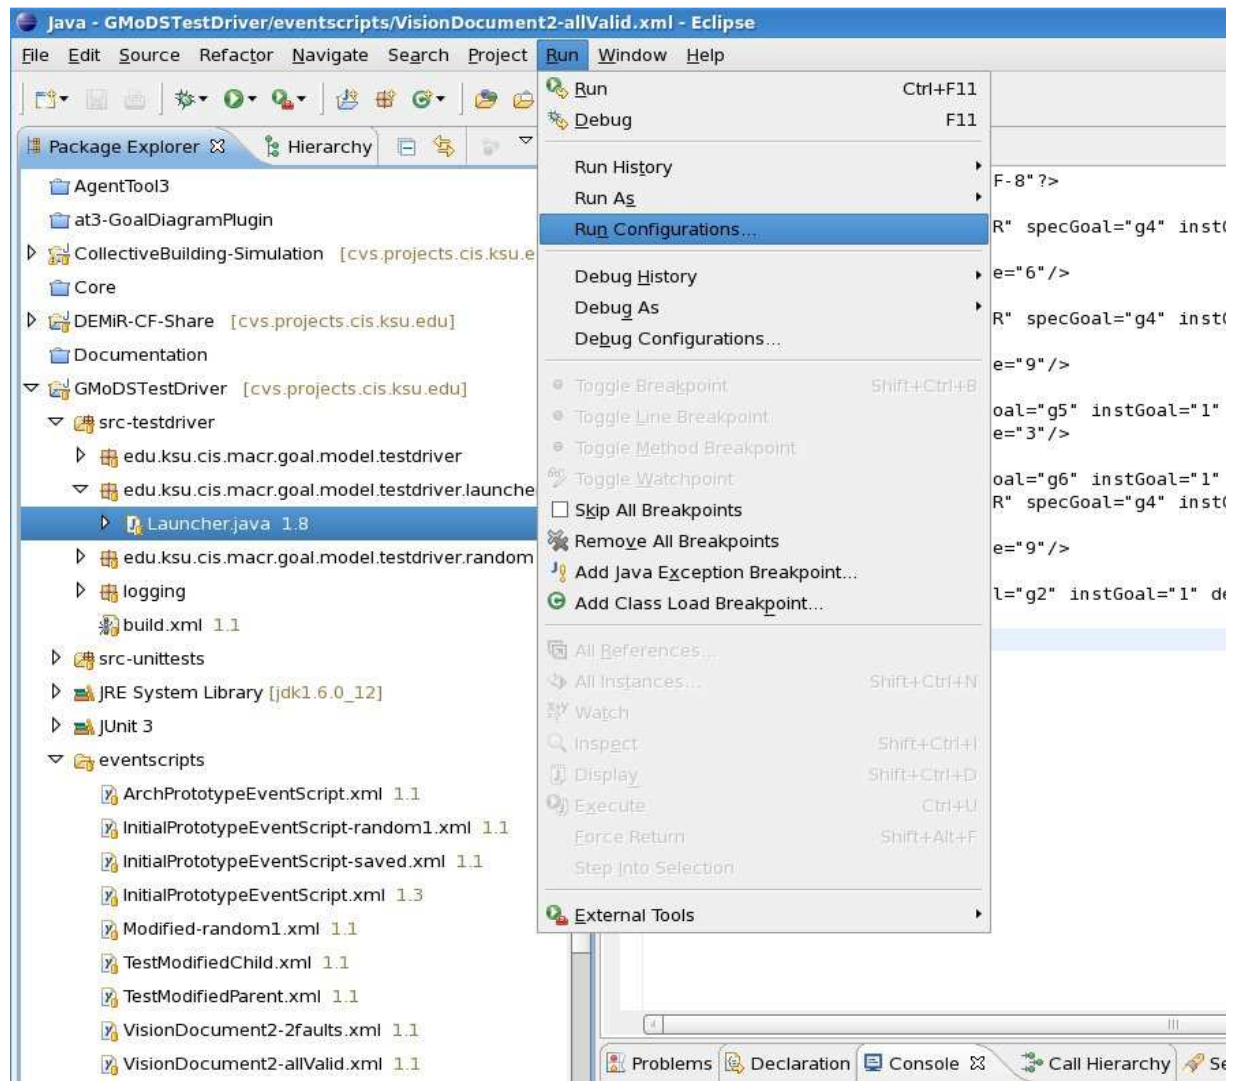 Java - GMoDSTestDriver/eventscripts/VisionDocument2-allValid.xml - Eclipse
File Edit Source Refactor Navigate Search Project Run Window Help
Package Explorer Hierarchy
AgentTool3
at3-GoalDiagramPlugin
CollectiveBuilding-Simulation [cvs.projects.cis.ksu.e
Core
DEMiR-CF-Share [cvs.projects.cis.ksu.edu]
Documentation
GMoDSTestDriver [cvs.projects.cis.ksu.edu]
src-testdriver
edu.ksu.cis.macr.goal.model.testdriver
edu.ksu.cis.macr.goal.model.testdriver.launche
Launcher.java 1.8
edu.ksu.cis.macr.goal.model.testdriver.random
logging
build.xml 1.1
src-unittests
JRE System Library [jdk1.6.0_12]
JUnit 3
eventscripts
ArchPrototypeEventScript.xml 1.1
InitialPrototypeEventScript-random1.xml 1.1
InitialPrototypeEventScript-saved.xml 1.1
InitialPrototypeEventScript.xml 1.3
Modified-random1.xml 1.1
TestModifiedChild.xml 1.1
TestModifiedParent.xml 1.1
VisionDocument2-2faults.xml 1.1
VisionDocument2-allValid.xml 1.1
Run Ctrl+F11
Debug F11
Run History
Run As
Run Configurations...
Debug History
Debug As
Debug Configurations...
Toggle Breakpoint Shift+Ctrl+B
Toggle Line Breakpoint
Toggle Method Breakpoint
Toggle Watchpoint
Skip All Breakpoints
Remove All Breakpoints
Add Java Exception Breakpoint...
Add Class Load Breakpoint...
All References...
All Instances... Shift+Ctrl+N
Watch
Inspect Shift+Ctrl+I
Display Shift+Ctrl+D
Execute Ctrl+U
Force Return Shift+Alt+F
Step Into Selection
External Tools
F-8"?>
R" specGoal="g4" inst
e="6"/>
R" specGoal="g4" inst
e="9"/>
oal="g5" instGoal="1"
e="3"/>
oal="g6" instGoal="1"
R" specGoal="g4" inst
e="9"/>
l="g2" instGoal="1" de
Problems Declaration Console Call Hierarchy Se